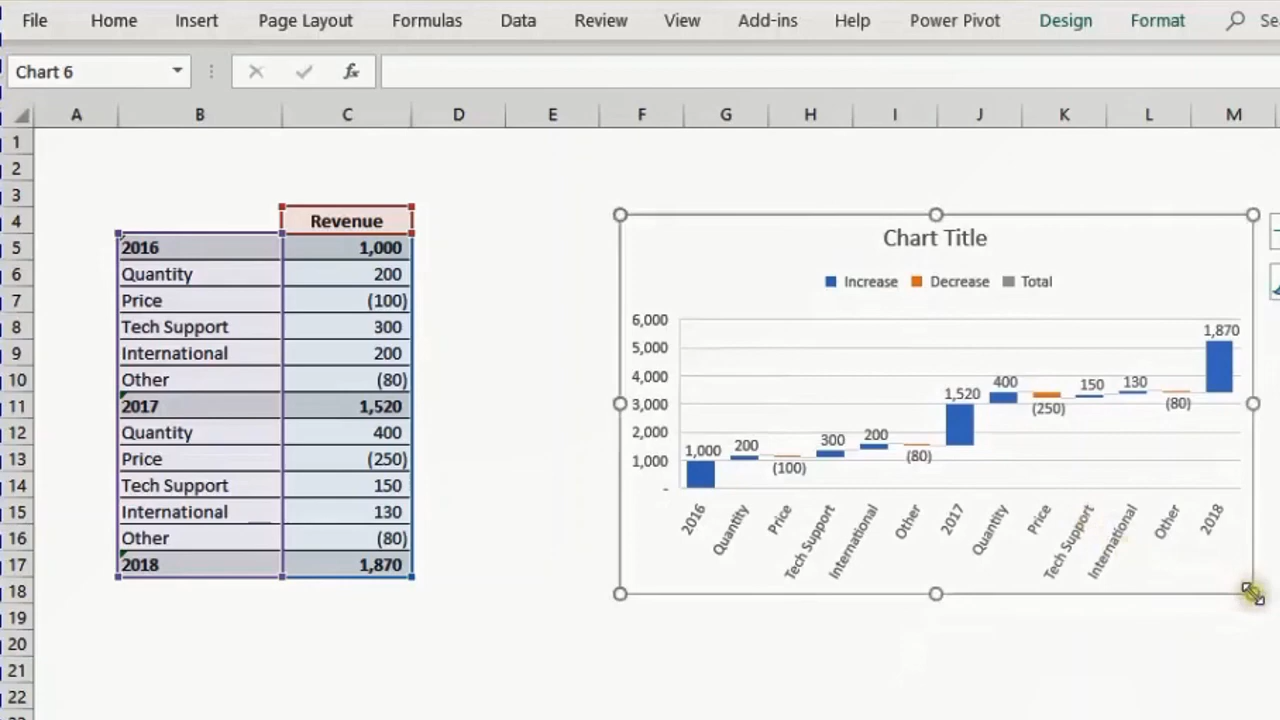 File Home Insert Page Layout Formulas Data Review View Add-ins Help Power Pivot Design Format
Chart 6 fx
A B C D E F G H I J K L M
1
2
3
4 Revenue
5 2016 1,000
6 Quantity 200
7 Price (100)
8 Tech Support 300
9 International 200
10 Other (80)
11 2017 1,520
12 Quantity 400
13 Price (250)
14 Tech Support 150
15 International 130
16 Other (80)
17 2018 1,870
18
19
20
21
22
Chart Title
Increase Decrease Total
6,000
5,000
4,000
3,000
2,000
1,000
-
1,000 200 (100) 300 200 (80) 1,520 400 (250) 150 130 (80) 1,870
2016 Quantity Price Tech Support International Other 2017 Quantity Price Tech Support International Other 2018